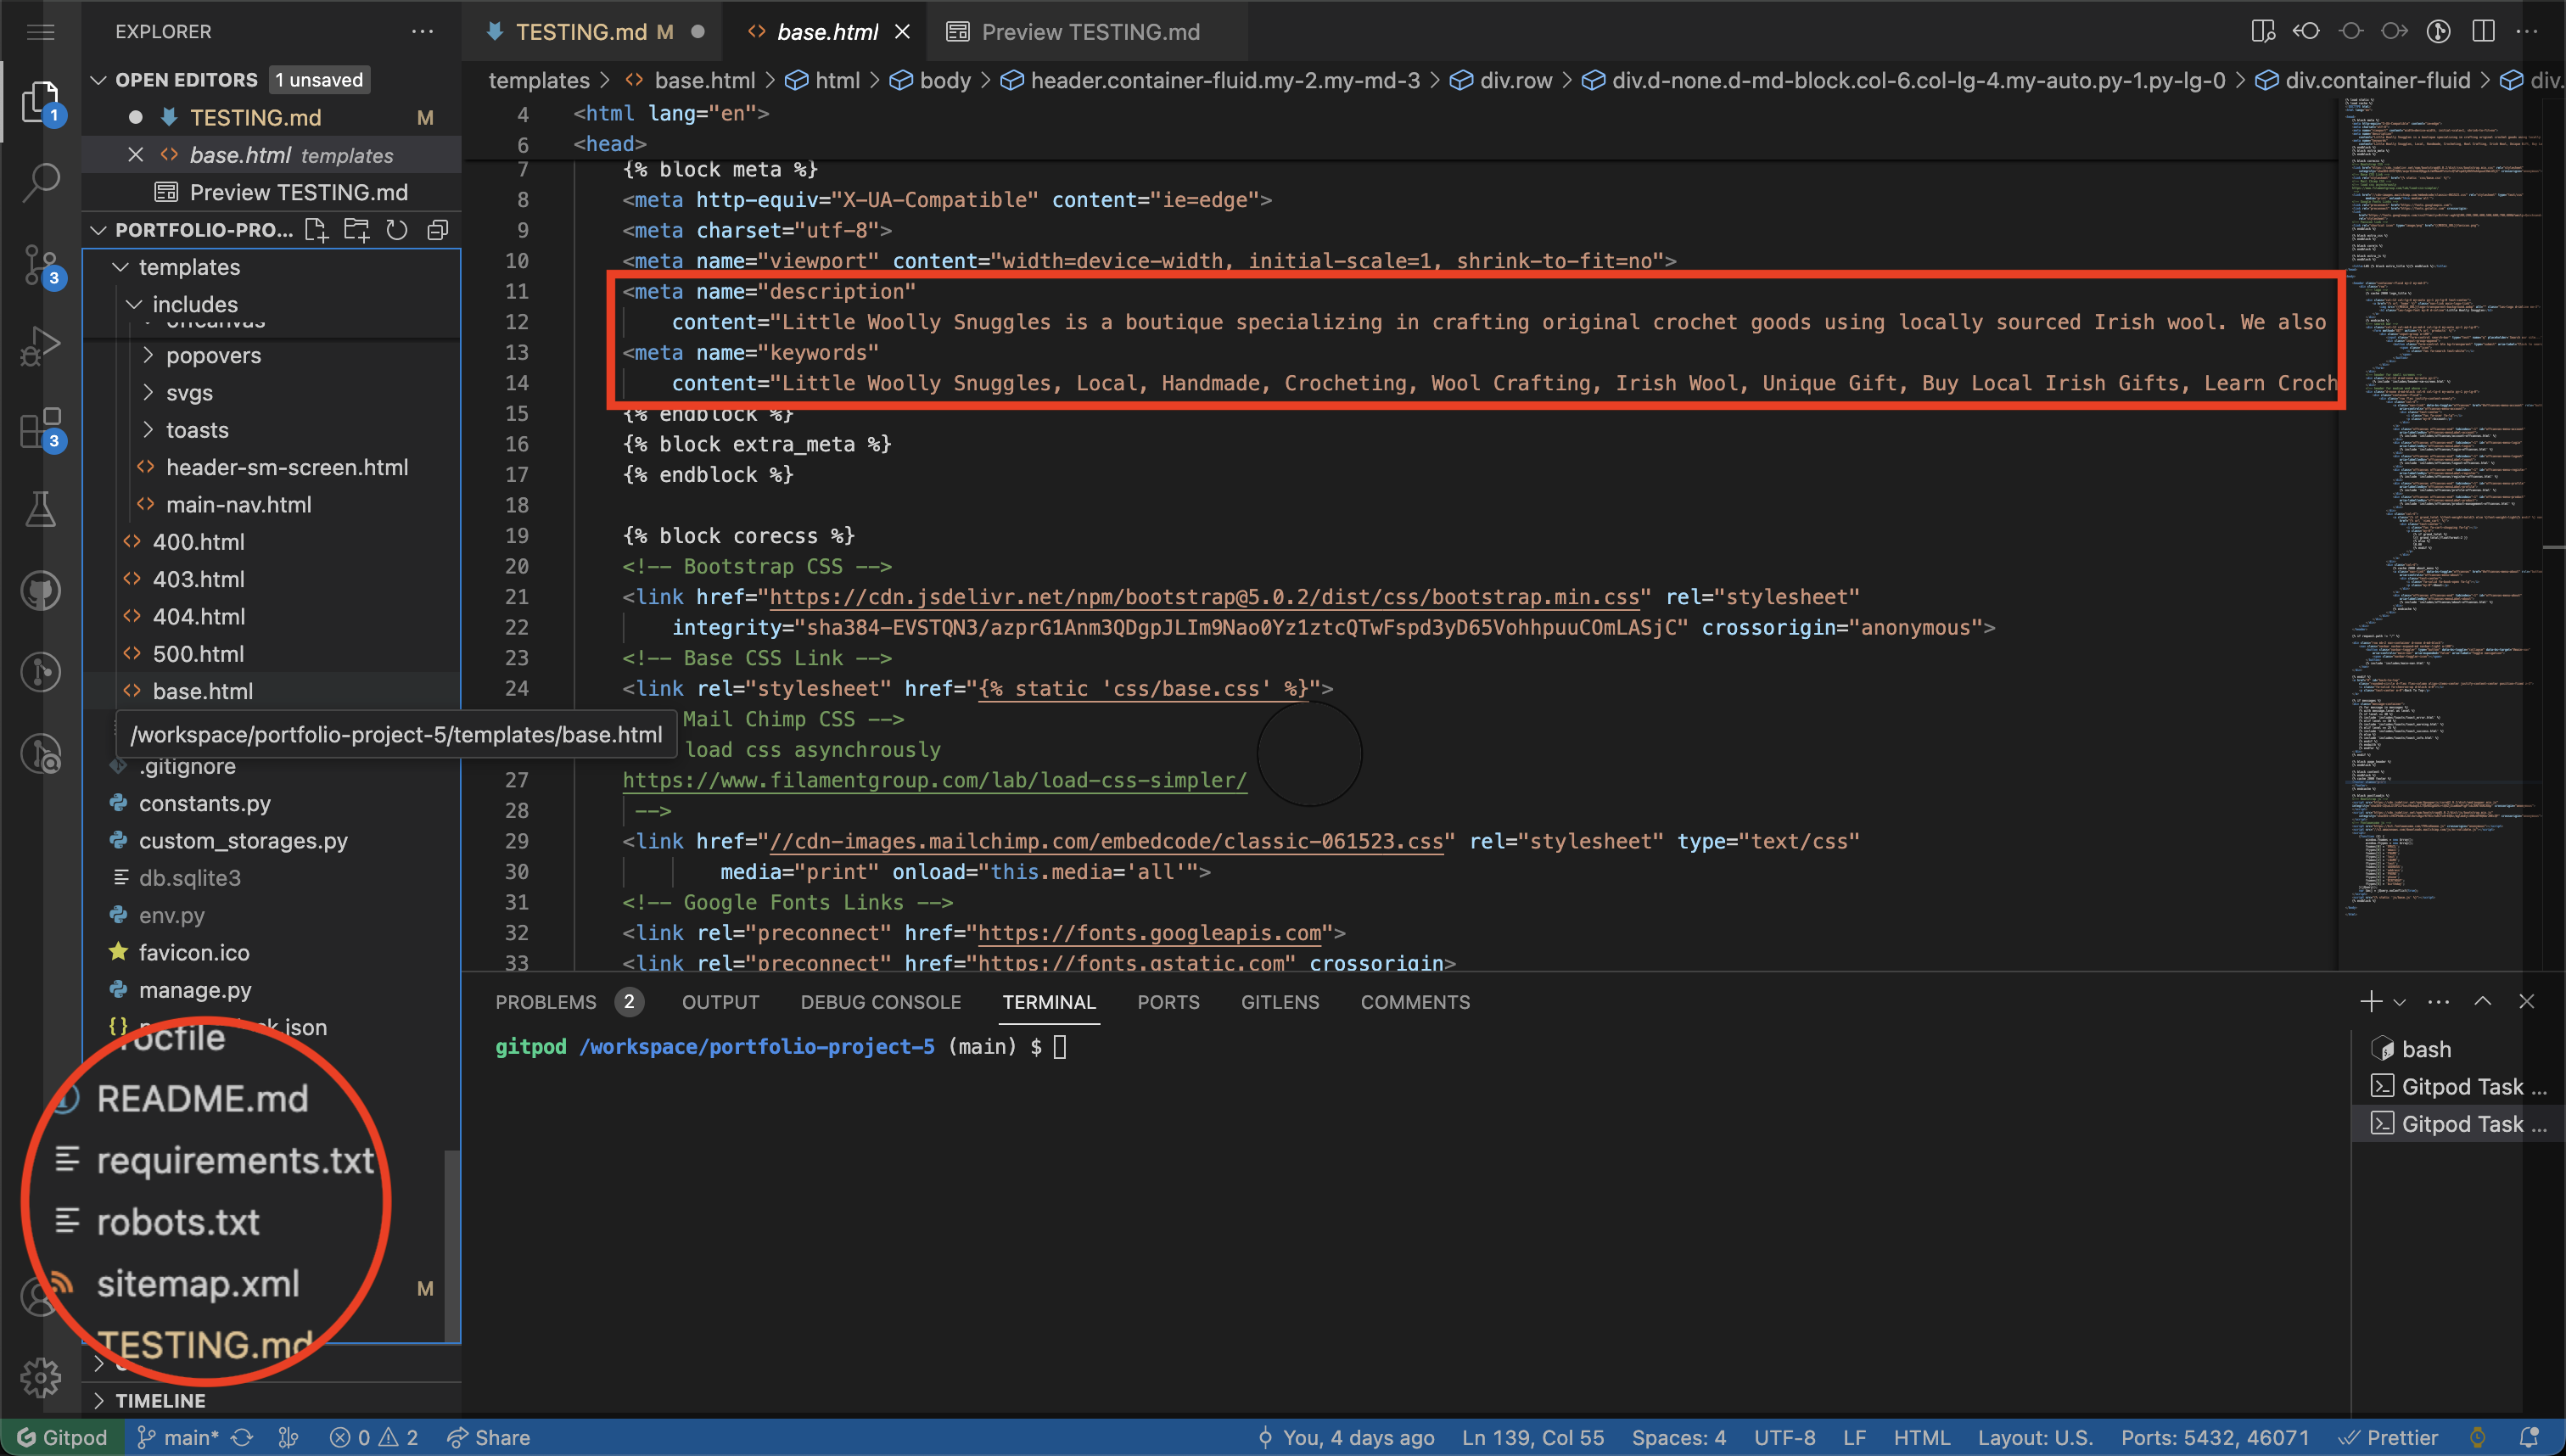 EXPLORER
OPEN EDITORS 1 unsaved
TESTING.md M
base.html templates
Preview TESTING.md
PORTFOLIO-PRO...
templates
includes
popovers
svgs
toasts
header-sm-screen.html
main-nav.html
400.html
403.html
404.html
500.html
base.html
/workspace/portfolio-project-5/templates/base.html
.gitignore
constants.py
custom_storages.py
db.sqlite3
env.py
favicon.ico
manage.py
README.md
requirements.txt
robots.txt
sitemap.xml
M
TESTING.md
TIMELINE
1
3
3
TESTING.md M
base.html
Preview TESTING.md
templates > base.html > html > body > header.container-fluid.my-2.my-md-3 > div.row > div.d-none.d-md-block.col-6.col-lg-4.my-auto.py-1.py-lg-0 > div.container-fluid > div.
4 <html lang="en">
6 <head>
7 {% block meta %}
8 <meta http-equiv="X-UA-Compatible" content="ie=edge">
9 <meta charset="utf-8">
10 <meta name="viewport" content="width=device-width, initial-scale=1, shrink-to-fit=no">
11 <meta name="description"
12 content="Little Woolly Snuggles is a boutique specializing in crafting original crochet goods using locally sourced Irish wool. We also
13 <meta name="keywords"
14 content="Little Woolly Snuggles, Local, Handmade, Crocheting, Wool Crafting, Irish Wool, Unique Gift, Buy Local Irish Gifts, Learn Croch
15 {% endblock %}
16 {% block extra_meta %}
17 {% endblock %}
18
19 {% block corecss %}
20 <!-- Bootstrap CSS -->
21 <link href="https://cdn.jsdelivr.net/npm/bootstrap@5.0.2/dist/css/bootstrap.min.css" rel="stylesheet"
22 integrity="sha384-EVSTQN3/azprG1Anm3QDgpJLIm9Nao0Yz1ztcQTwFspd3yD65VohhpuuCOmLASjC" crossorigin="anonymous">
23 <!-- Base CSS Link -->
24 <link rel="stylesheet" href="{% static 'css/base.css' %}">
Mail Chimp CSS -->
load css asynchrously
27 https://www.filamentgroup.com/lab/load-css-simpler/
28 -->
29 <link href="//cdn-images.mailchimp.com/embedcode/classic-061523.css" rel="stylesheet" type="text/css"
30 media="print" onload="this.media='all'">
31 <!-- Google Fonts Links -->
32 <link rel="preconnect" href="https://fonts.googleapis.com">
33 <link rel="preconnect" href="https://fonts.gstatic.com" crossorigin>
PROBLEMS 2 OUTPUT DEBUG CONSOLE TERMINAL PORTS GITLENS COMMENTS
gitpod /workspace/portfolio-project-5 (main) $
bash
Gitpod Task ...
Gitpod Task ...
Gitpod main* 0 2 Share You, 4 days ago Ln 139, Col 55 Spaces: 4 UTF-8 LF HTML Layout: U.S. Ports: 5432, 46071 Prettier